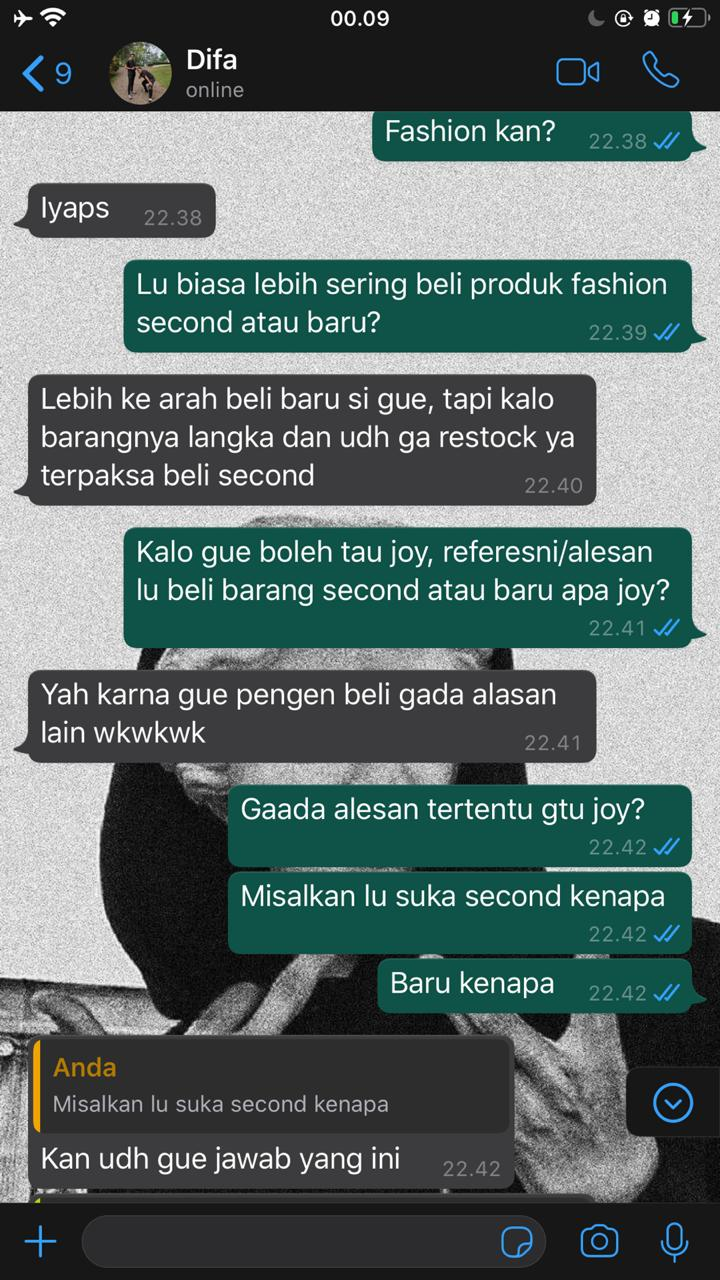 00.09
9
Difa
online
Fashion kan?
22.38
Iyaps
22.38
Lu biasa lebih sering beli produk fashion
second atau baru?
22.39
Lebih ke arah beli baru si gue, tapi kalo
barangnya langka dan udh ga restock ya
terpaksa beli second
22.40
Kalo gue boleh tau joy, referesni/alesan
lu beli barang second atau baru apa joy?
22.41
Yah karna gue pengen beli gada alasan
lain wkwkwk
22.41
Gaada alesan tertentu gtu joy?
22.42
Misalkan lu suka second kenapa
22.42
Baru kenapa
22.42
Anda
Misalkan lu suka second kenapa
Kan udh gue jawab yang ini
22.42